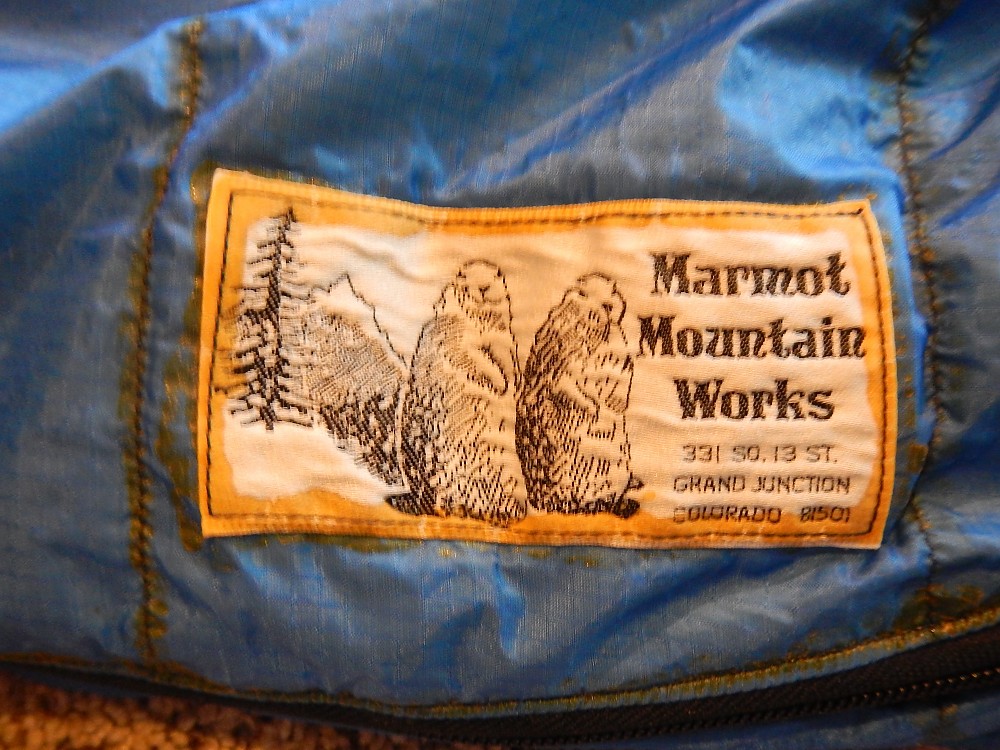 Marmot
Mountain
Works
331 SO. 13 ST.
GRAND JUNCTION
COLORADO 81501